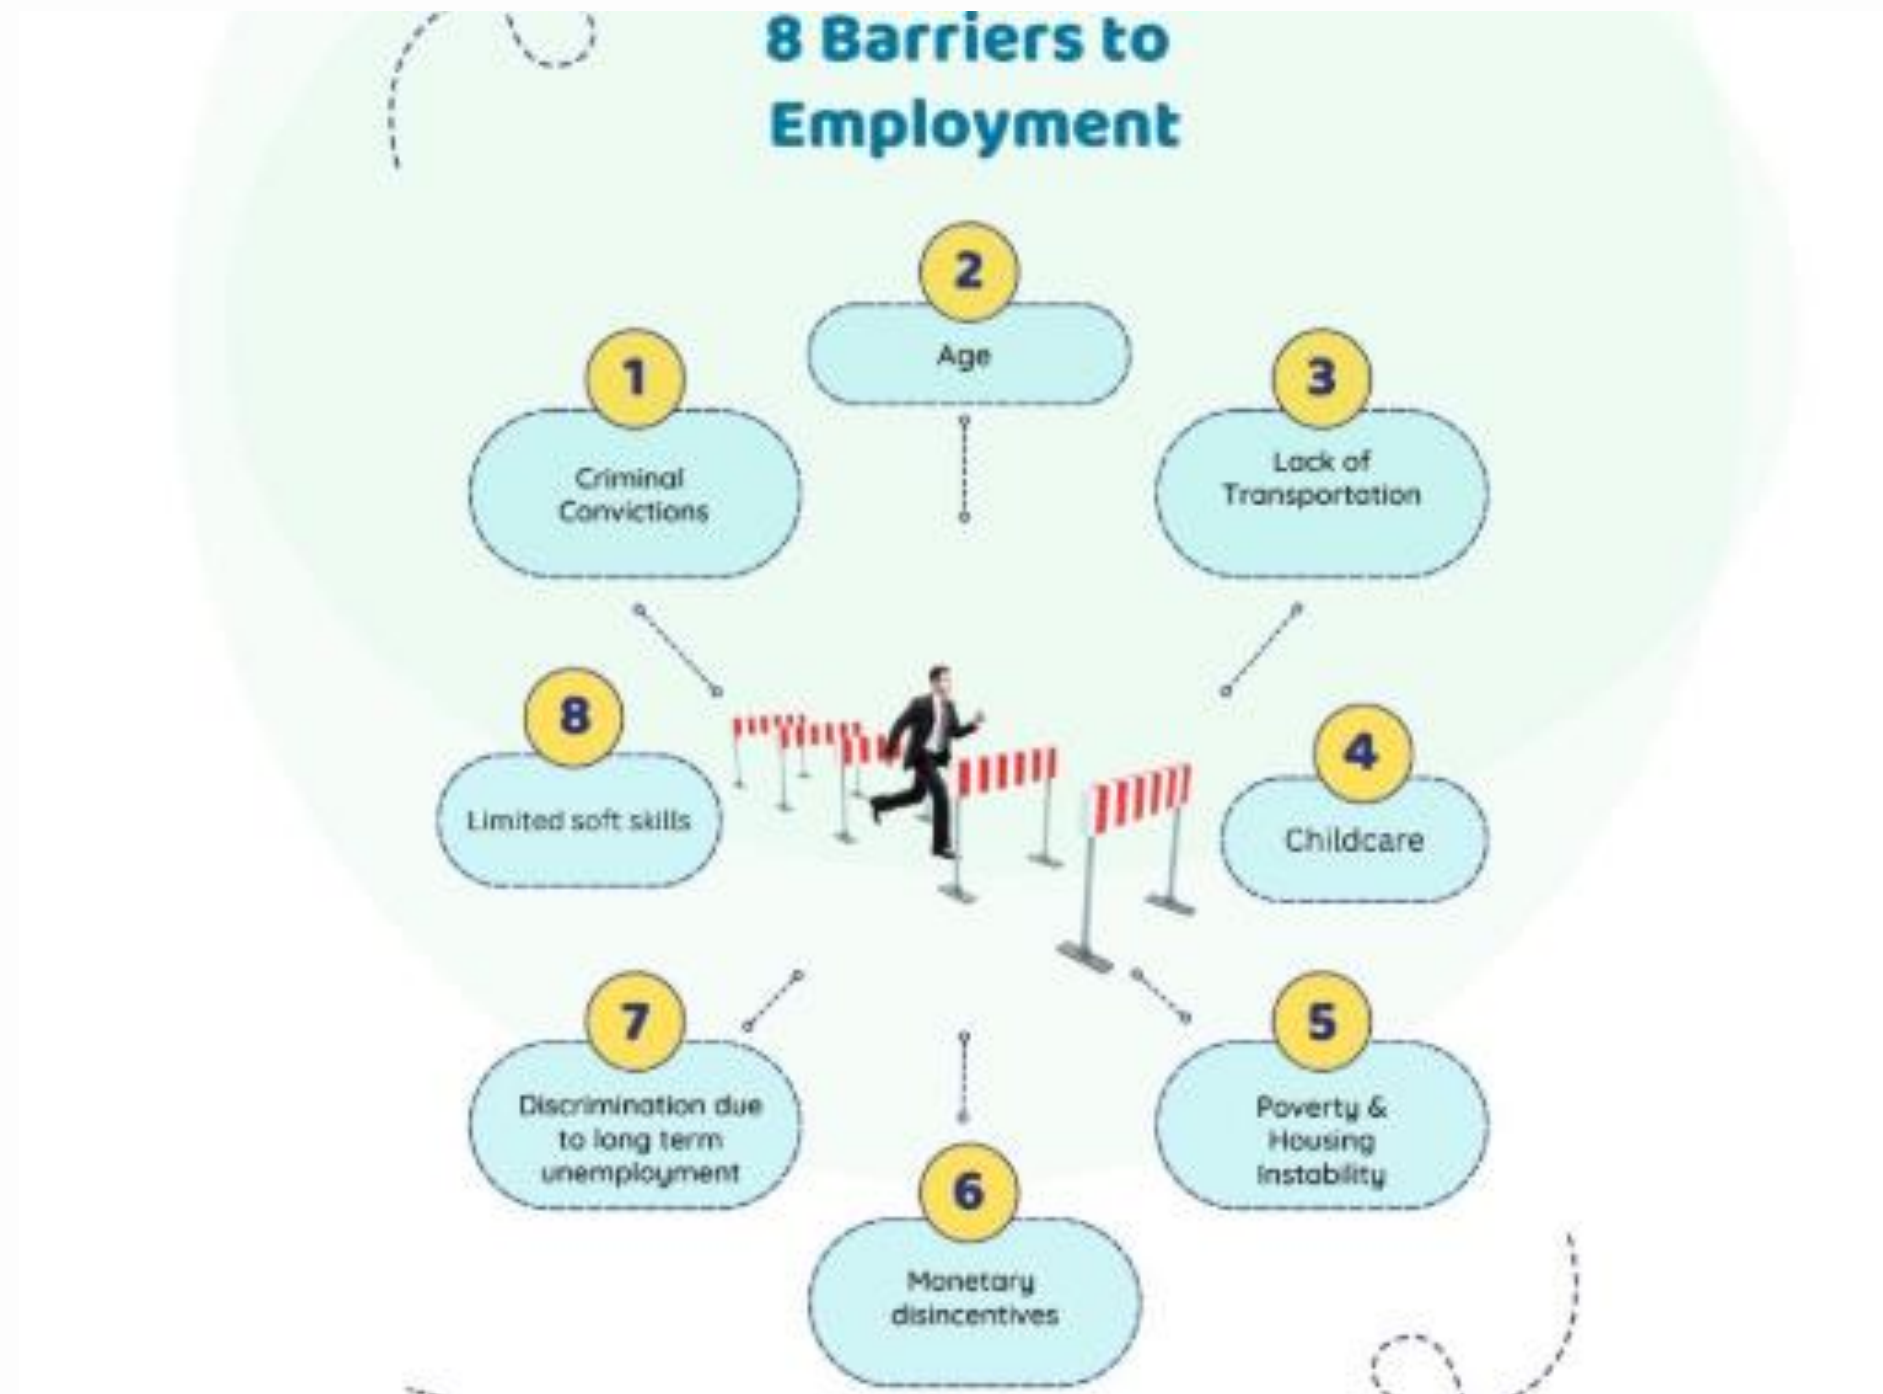 8 Barriers to
Employment
1
Criminal
Convictions
2
Age
3
Lack of
Transportation
4
Childcare
5
Poverty &
Housing
Instability
6
Monetary
disincentives
7
Discrimination due
to long term
unemployment
8
Limited soft skills